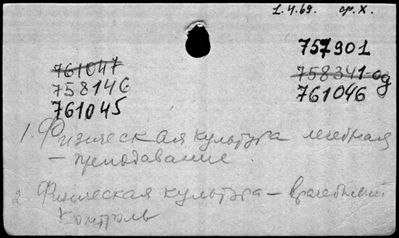 1.4.69. ор. X.
757901
761047
758146
758341-од
761045
761046
1. Физическая культура лечебная
– преподавание.
2 Физическая культура – врачебный
контроль